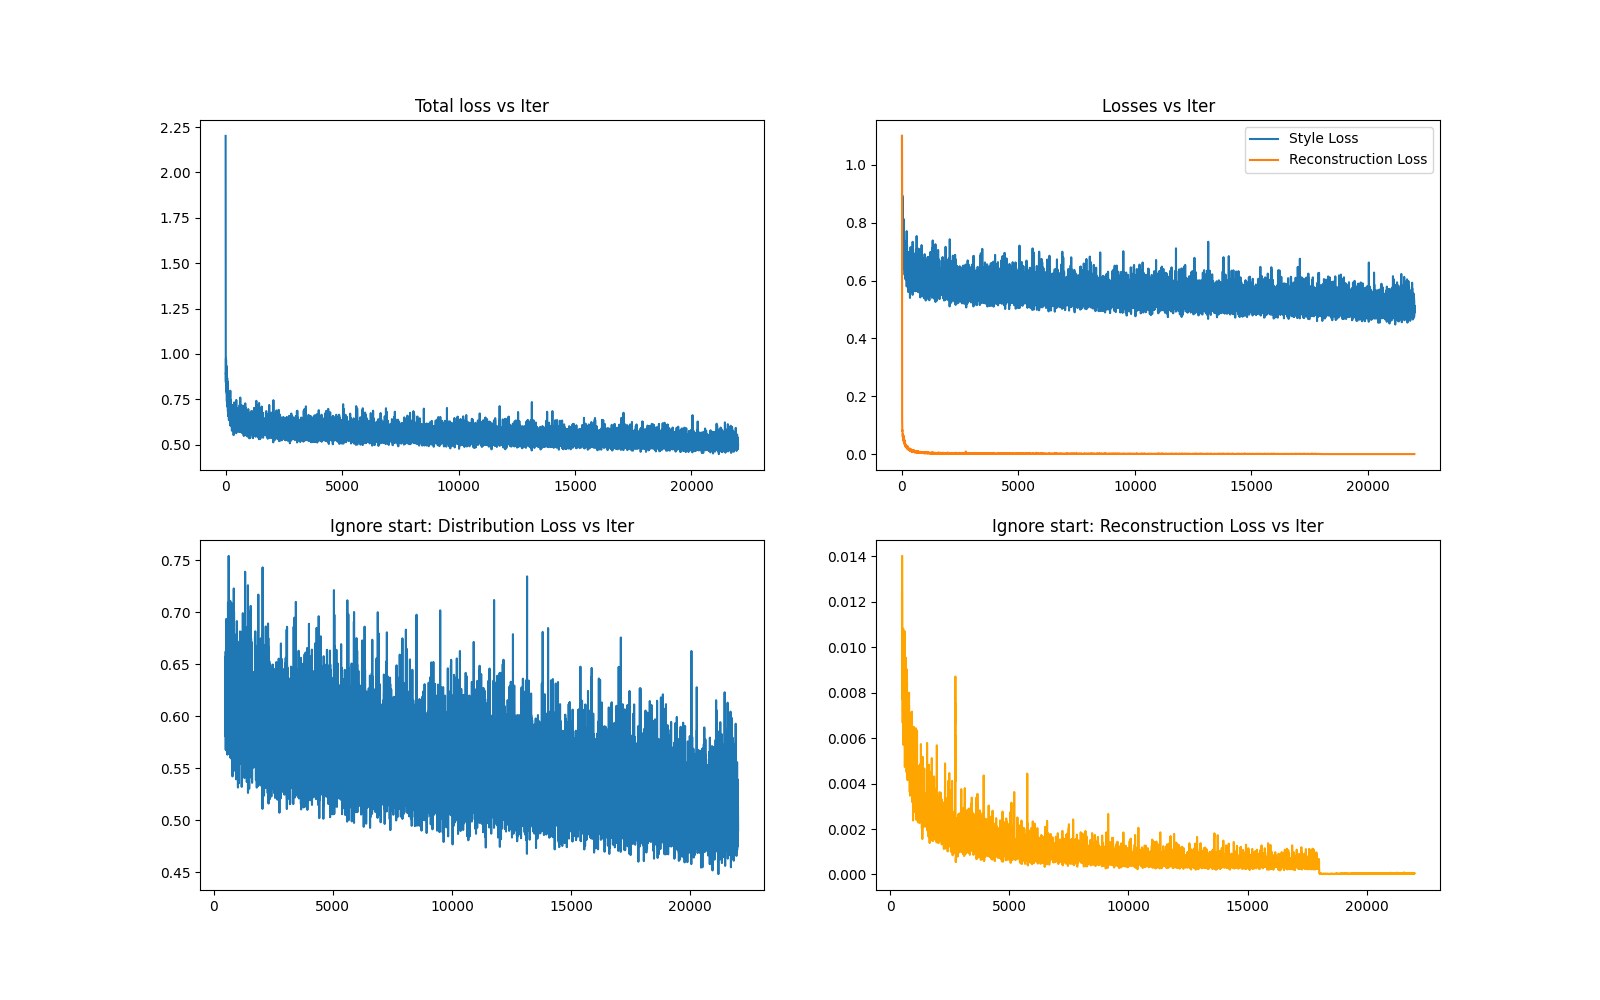 Total loss vs Iter
2.25
2.00
1.75
1.50
1.25
1.00
0.75
0.50
0 5000 10000 15000 20000
Losses vs Iter
Style Loss
Reconstruction Loss
1.0
0.8
0.6
0.4
0.2
0.0
0 5000 10000 15000 20000
Ignore start: Distribution Loss vs Iter
0.75
0.70
0.65
0.60
0.55
0.50
0.45
0 5000 10000 15000 20000
Ignore start: Reconstruction Loss vs Iter
0.014
0.012
0.010
0.008
0.006
0.004
0.002
0.000
0 5000 10000 15000 20000